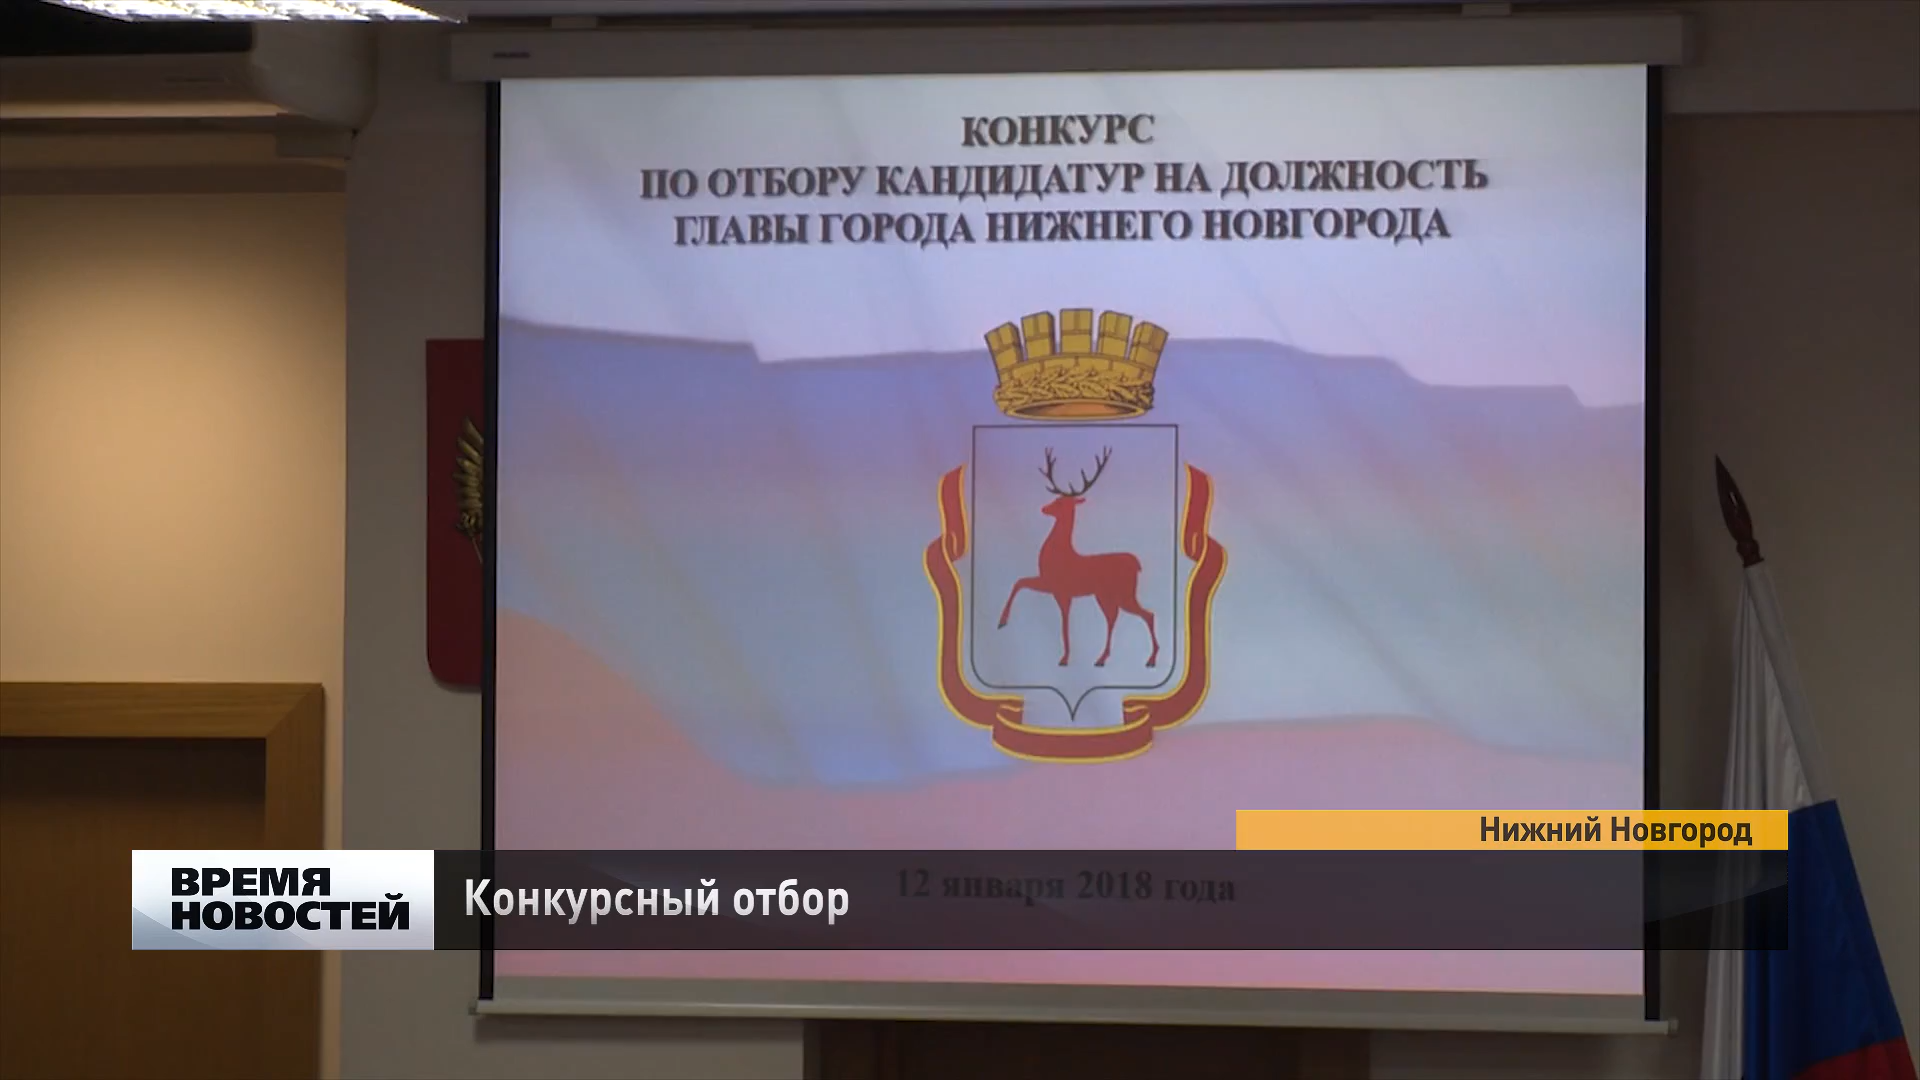 КОНКУРС
ПО ОТБОРУ КАНДИДАТУР НА ДОЛЖНОСТЬ
ГЛАВЫ ГОРОДА НИЖНЕГО НОВГОРОДА
Нижний Новгород
12 января 2018 года
ВРЕМЯ
НОВОСТЕЙ
Конкурсный отбор